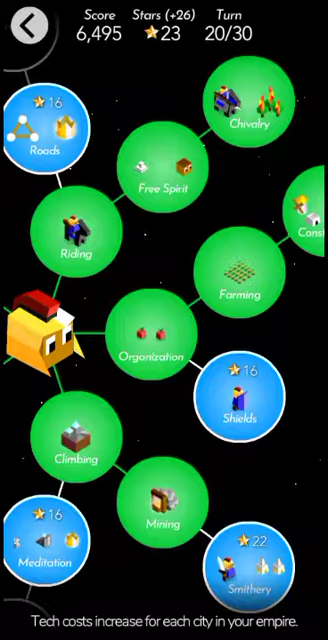 Score Stars (+26) Turn
6,495 23 20/30
Chivalry
16
Roads
Free Spirit
Riding
Farming
Organization
16
Shields
Climbing
Mining
16
Meditation
22
Smithery
Tech costs increase for each city in your empire.